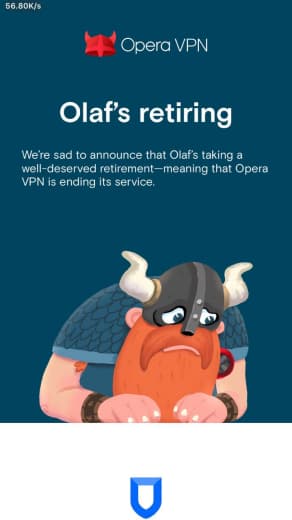 56.80K/s
Opera VPN
Olaf’s retiring
We’re sad to announce that Olaf’s taking a
well-deserved retirement—meaning that Opera
VPN is ending its service.